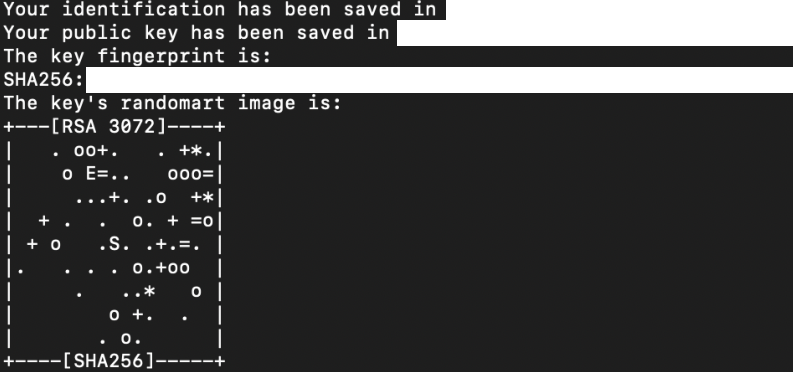 Your identification has been saved in
Your public key has been saved in
The key fingerprint is:
SHA256:
The key's randomart image is:
+---[RSA 3072]----+
|   . oo+.   . +*.|
|    o E=..   ooo=|
|     ...+. .o  +*|
|  + .  .  o. + =o|
| + o   .S. .+.=. |
|.   . . . o.+oo  |
|     .   ..*   o |
|        o +.  .  |
|       . o.      |
+----[SHA256]-----+